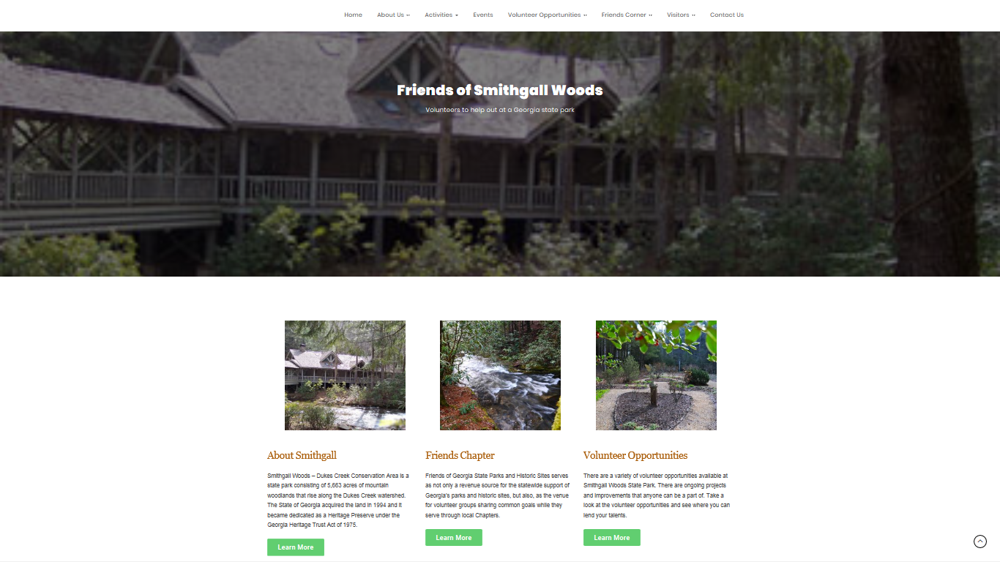 Home About Us Activities Events Volunteer Opportunities Friends Corner Visitors Contact Us
Friends of Smithgall Woods
Volunteers to help out at a Georgia state park
About Smithgall
Smithgall Woods – Dukes Creek Conservation Area is a
state park consisting of 5,663 acres of mountain
woodlands that rise along the Dukes Creek watershed.
The State of Georgia acquired the land in 1994 and it
became dedicated as a Heritage Preserve under the
Georgia Heritage Trust Act of 1975.
Learn More
Friends Chapter
Friends of Georgia State Parks and Historic Sites serves
as not only a revenue source for the statewide support of
Georgia's parks and historic sites, but also, as the venue
for volunteer groups sharing common goals while they
serve through local Chapters.
Learn More
Volunteer Opportunities
There are a variety of volunteer opportunities available at
Smithgall Woods State Park. There are ongoing projects
and improvements that anyone can be a part of. Take a
look at the volunteer opportunities and see where you can
lend your talents.
Learn More